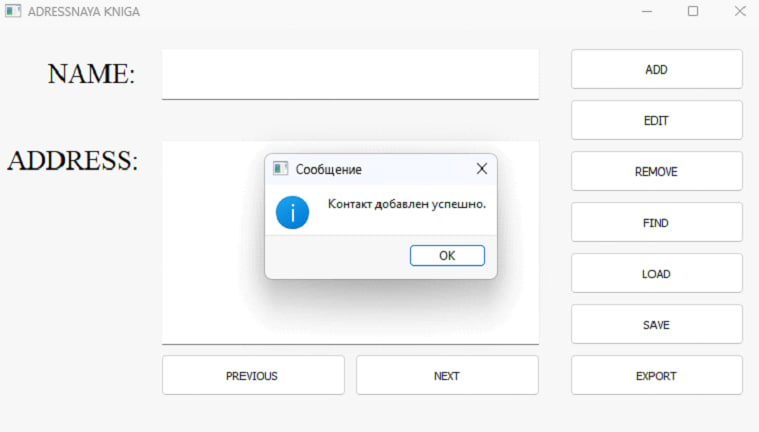 ADRESSNAYA KNIGA
NAME:
ADD
EDIT
ADDRESS:
Сообщение
REMOVE
Контакт добавлен успешно.
FIND
OK
LOAD
SAVE
PREVIOUS
NEXT
EXPORT